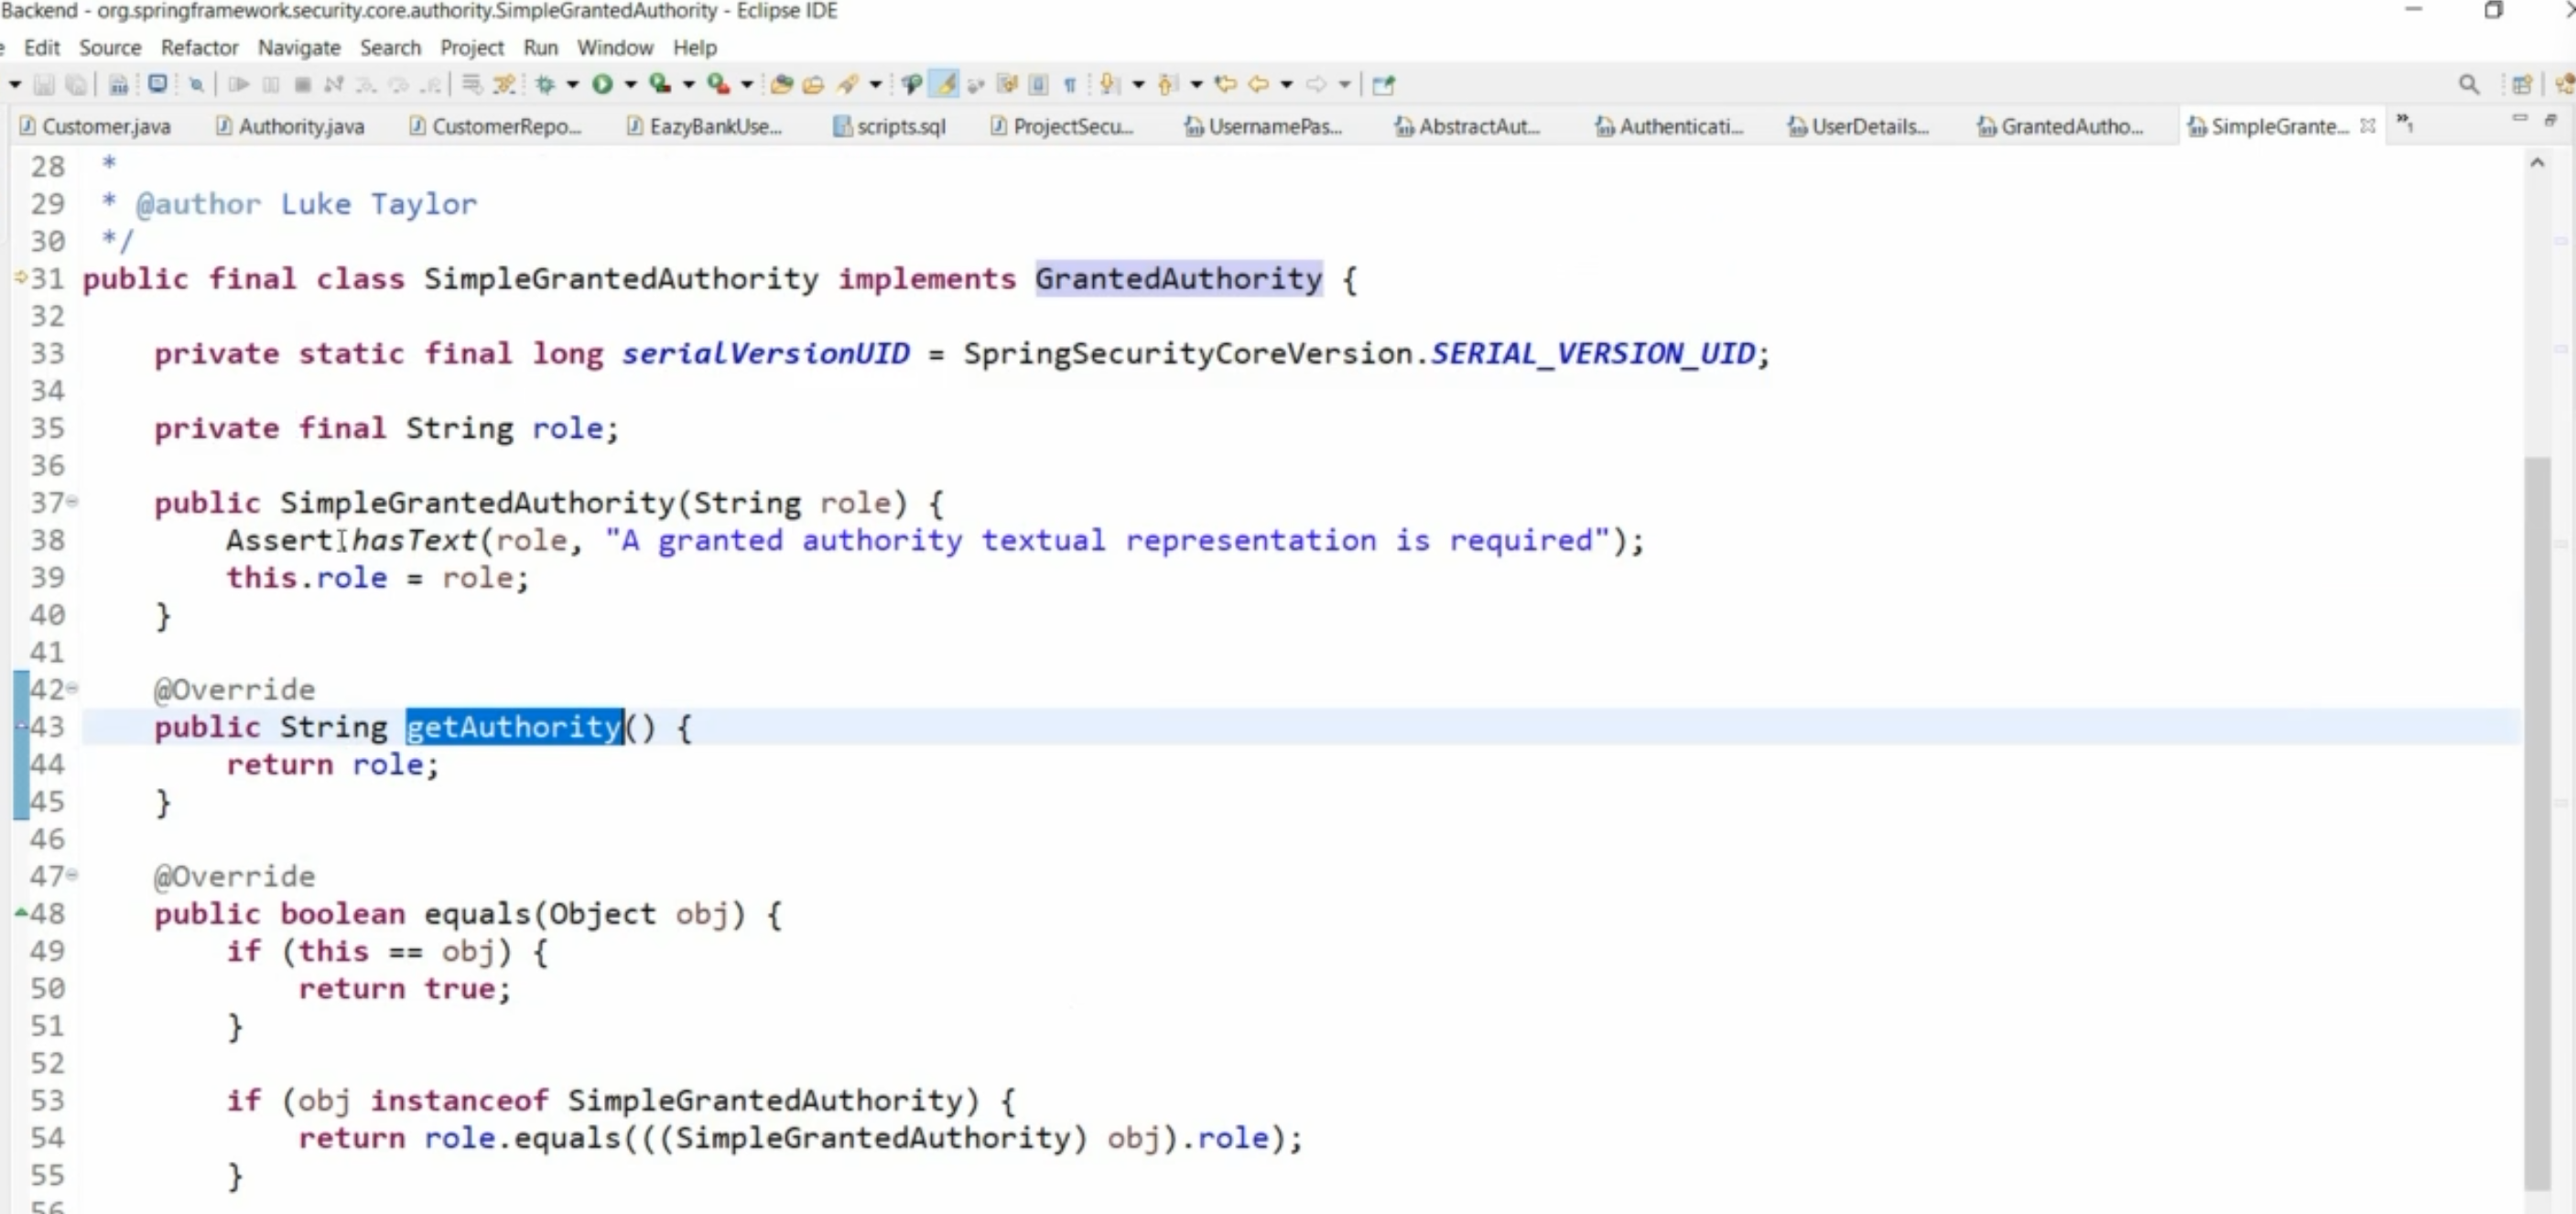 Backend - org.springframework.security.core.authority.SimpleGrantedAuthority - Eclipse IDE
e Edit Source Refactor Navigate Search Project Run Window Help
Customer.java Authority.java CustomerRepo... EazyBankUse... scripts.sql ProjectSecu... UsernamePas... AbstractAut... Authenticati... UserDetails... GrantedAutho... SimpleGrante... »1
28 *
29 * @author Luke Taylor
30 */
31 public final class SimpleGrantedAuthority implements GrantedAuthority {
32
33 private static final long serialVersionUID = SpringSecurityCoreVersion.SERIAL_VERSION_UID;
34
35 private final String role;
36
37 public SimpleGrantedAuthority(String role) {
38 Assert.hasText(role, "A granted authority textual representation is required");
39 this.role = role;
40 }
41
42 @Override
43 public String getAuthority() {
44 return role;
45 }
46
47 @Override
48 public boolean equals(Object obj) {
49 if (this == obj) {
50 return true;
51 }
52
53 if (obj instanceof SimpleGrantedAuthority) {
54 return role.equals(((SimpleGrantedAuthority) obj).role);
55 }
56